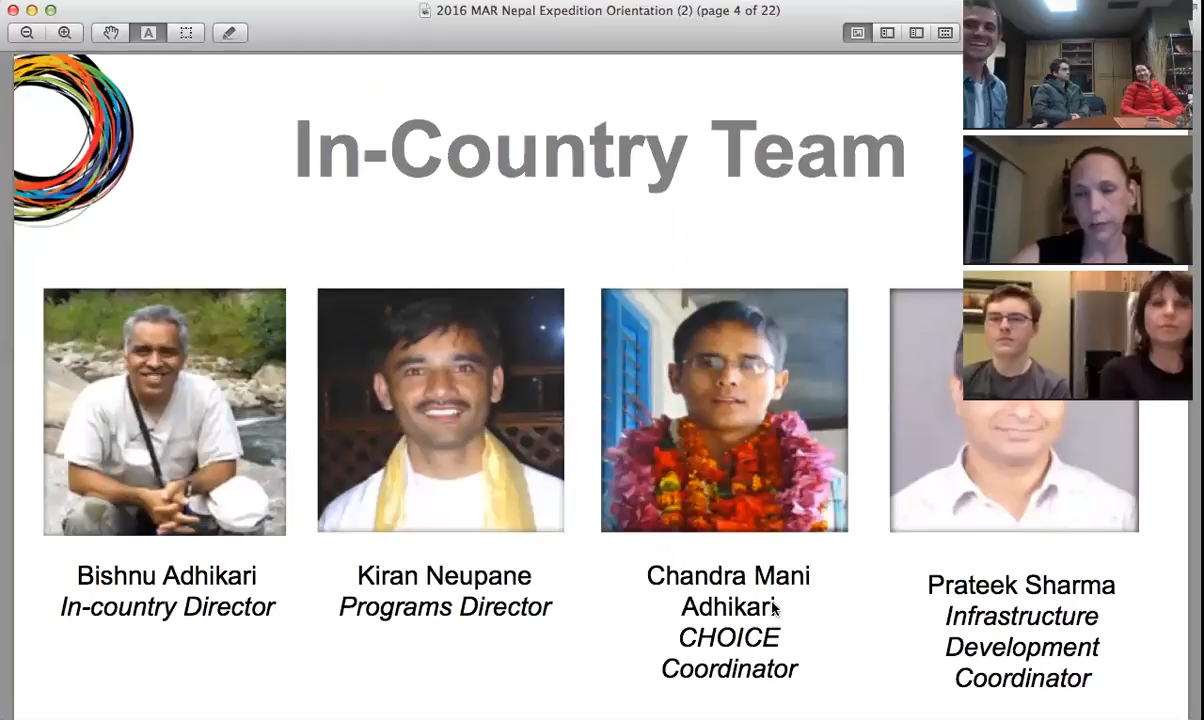 2016 MAR Nepal Expedition Orientation (2) (page 4 of 22)
A
In-Country Team
Bishnu Adhikari
In-country Director
Kiran Neupane
Programs Director
Chandra Mani
Adhikari
CHOICE
Coordinator
Prateek Sharma
Infrastructure
Development
Coordinator